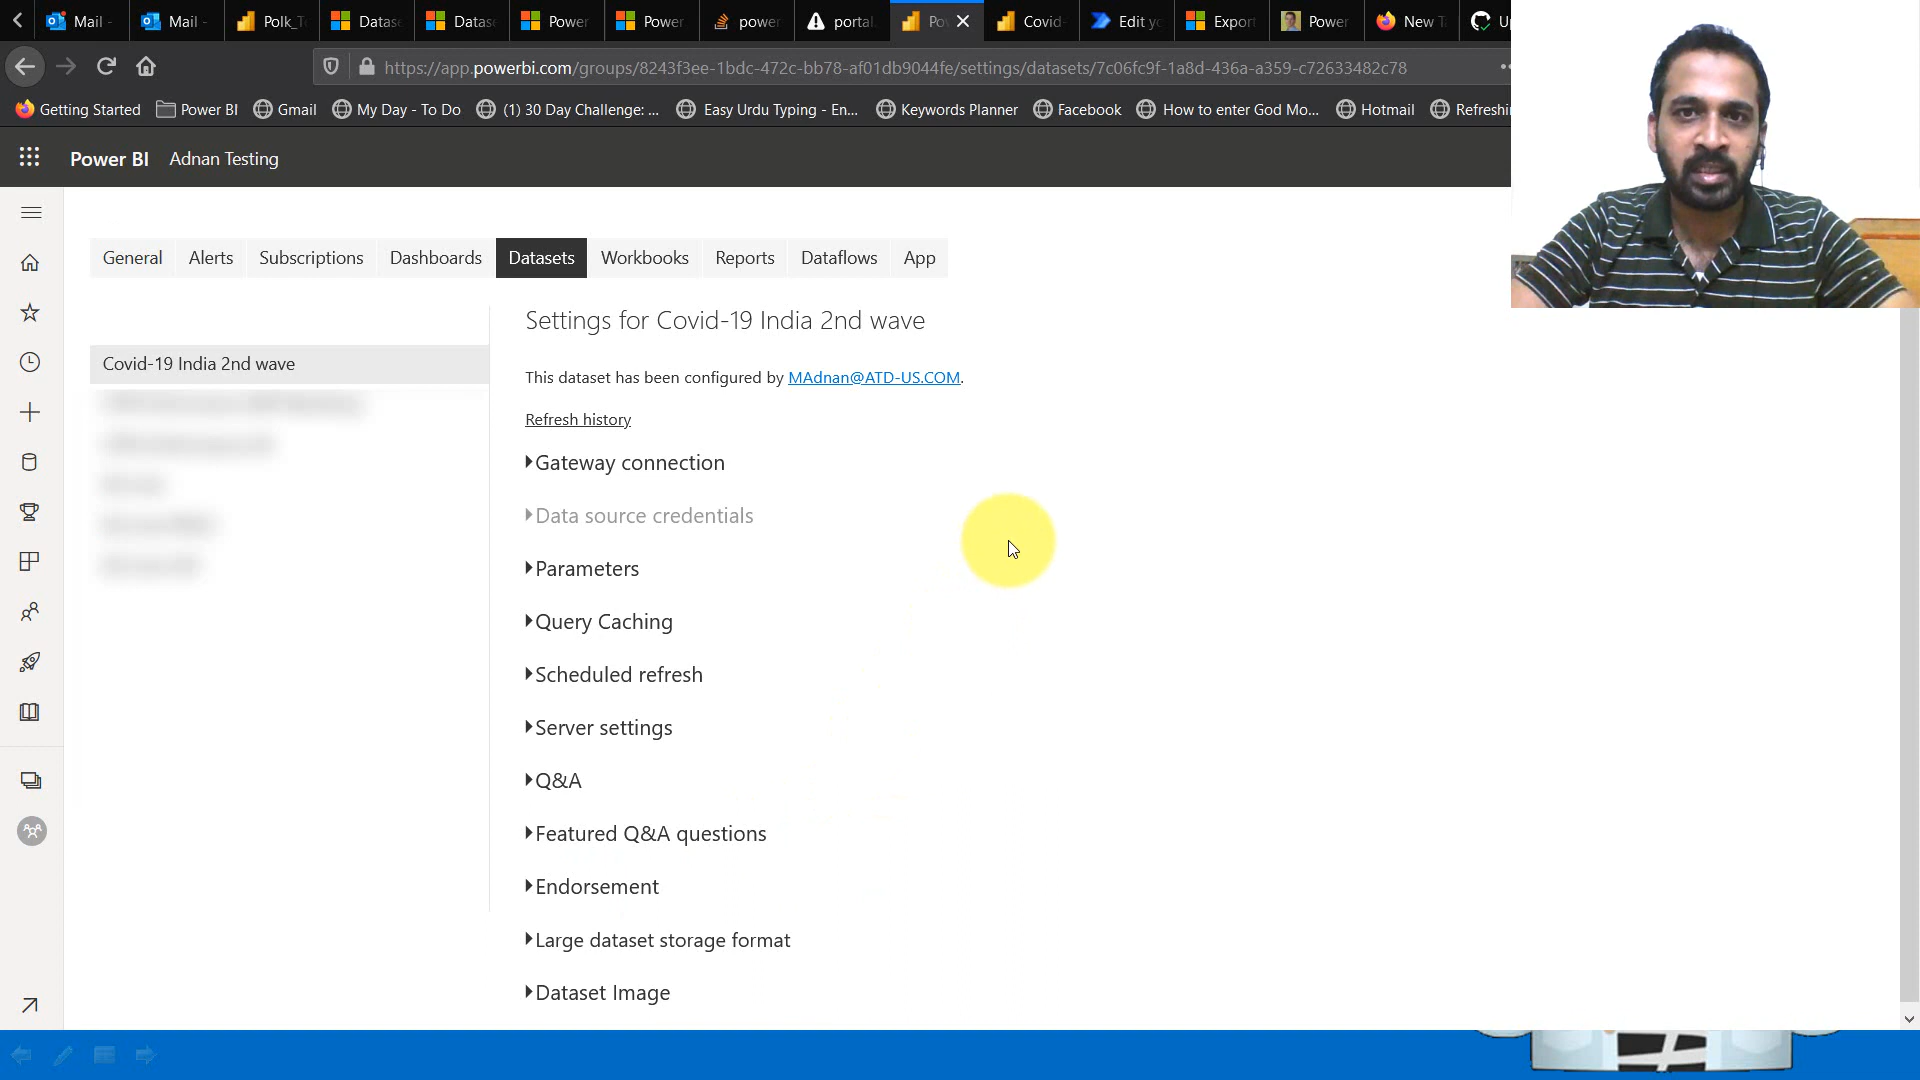 Mail -
Mail -
Polk_T
Datase
Datase
Power
Power
power
portal.
Po
Covid-
Edit yo
Export
Power
New T
Up
https://app.powerbi.com/groups/8243f3ee-1bdc-472c-bb78-af01db9044fe/settings/datasets/7c06fc9f-1a8d-436a-a359-c72633482c78
Getting Started
Power BI
Gmail
My Day - To Do
(1) 30 Day Challenge: ...
Easy Urdu Typing - En...
Keywords Planner
Facebook
How to enter God Mo...
Hotmail
Refreshi
Power BI Adnan Testing
General Alerts Subscriptions Dashboards Datasets Workbooks Reports Dataflows App
Covid-19 India 2nd wave
Settings for Covid-19 India 2nd wave
This dataset has been configured by MAdnan@ATD-US.COM.
Refresh history
Gateway connection
Data source credentials
Parameters
Query Caching
Scheduled refresh
Server settings
Q&A
Featured Q&A questions
Endorsement
Large dataset storage format
Dataset Image